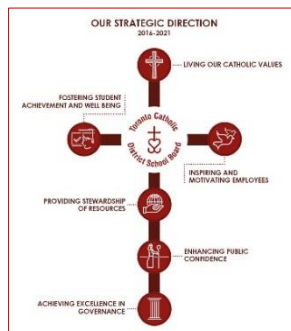 OUR STRATEGIC DIRECTION
2016-2021
LIVING OUR CATHOLIC VALUES
FOSTERING STUDENT
ACHIEVEMENT AND WELL BEING
Toronto Catholic
District School Board
INSPIRING AND
MOTIVATING EMPLOYEES
PROVIDING STEWARDSHIP
OF RESOURCES
ENHANCING PUBLIC
CONFIDENCE
ACHIEVING EXCELLENCE IN
GOVERNANCE